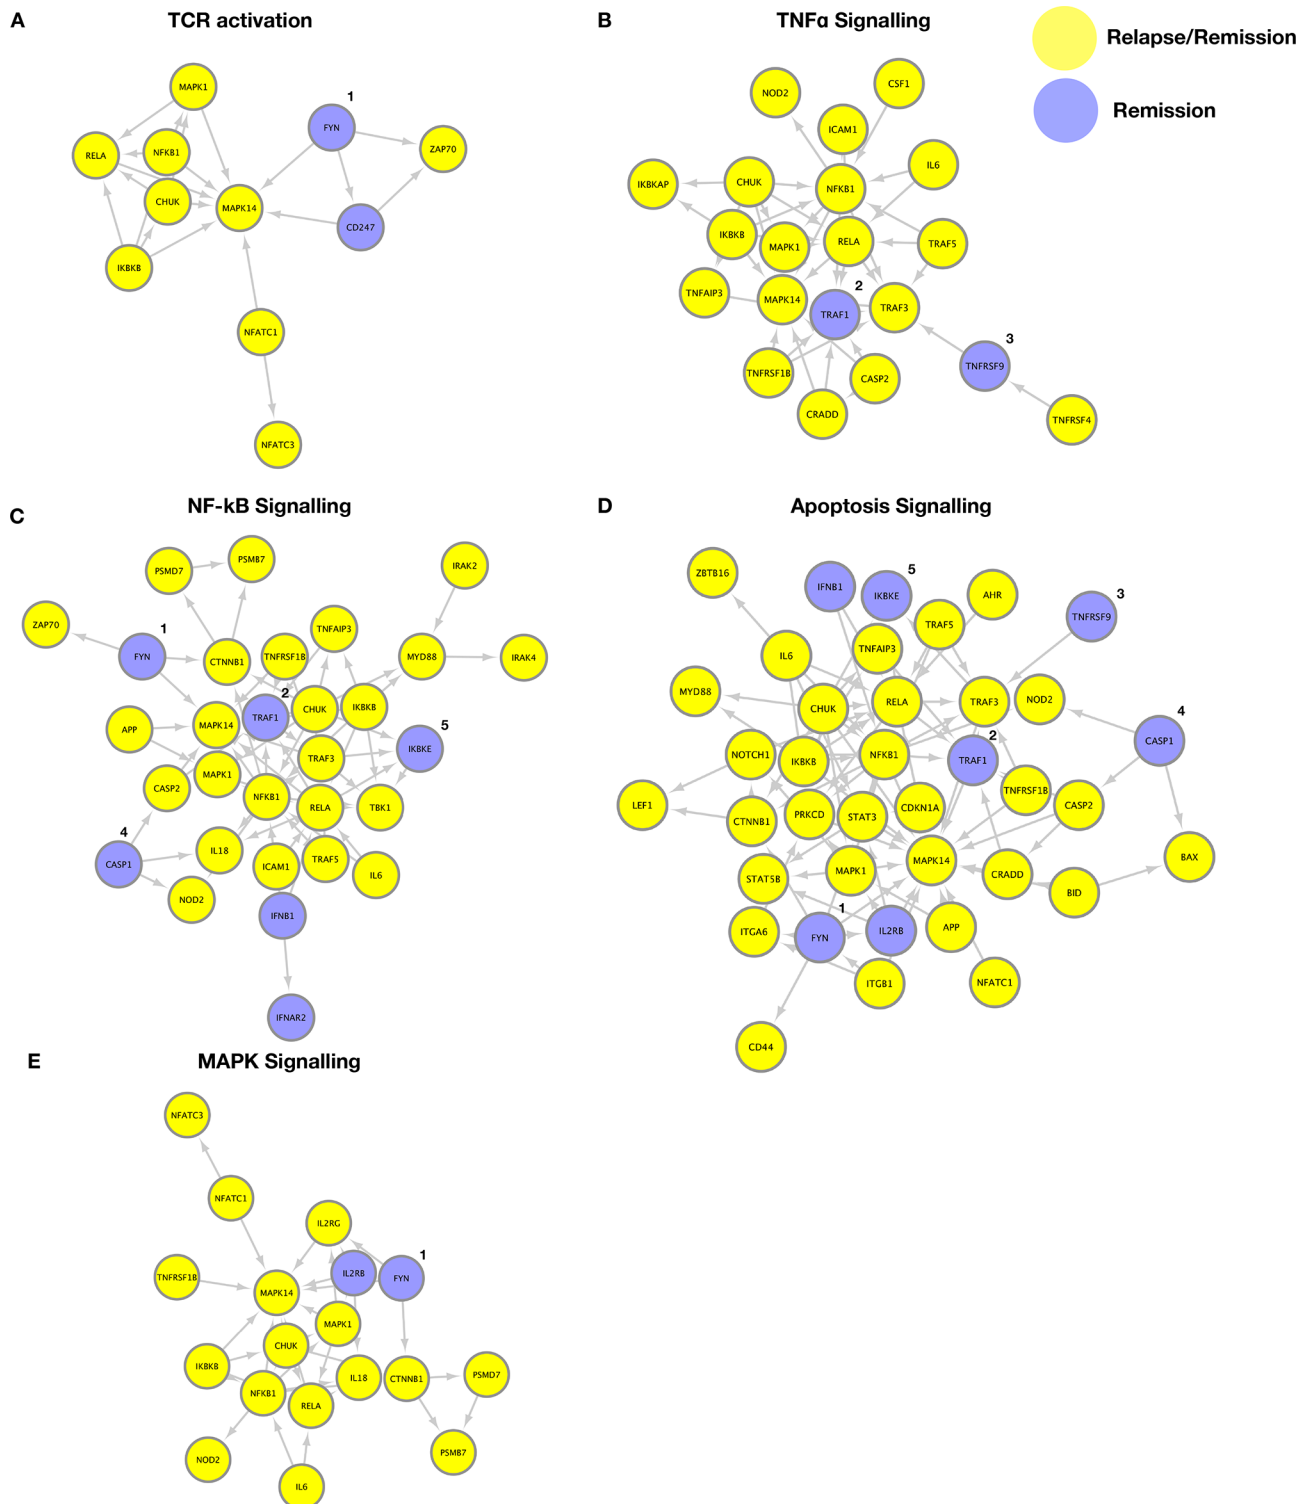 A
TCR activation
MAPK1
1
FYN
RELA
NFKB1
ZAP70
CHUK
MAPK14
CD247
IKBKB
NFATC1
NFATC3
B
TNFα Signalling
NOD2
CSF1
ICAM1
IL6
IKBKAP
CHUK
NFKB1
IKBKB
MAPK1
RELA
TRAF5
TNFAIP3
MAPK14
2
TRAF1
TRAF3
3
TNFRSF9
TNFRSF1B
CASP2
CRADD
TNFRSF4
Relapse/Remission
Remission
C
NF-kB Signalling
PSMD7
PSMB7
IRAK2
ZAP70
1
FYN
CTNNB1
TNFRSF1B
TNFAIP3
MYD88
IRAK4
2
TRAF1
CHUK
IKBKB
APP
MAPK14
5
IKBKE
TRAF3
MAPK1
CASP2
NFKB1
RELA
TBK1
4
CASP1
IL18
ICAM1
TRAF5
IL6
NOD2
IFNB1
IFNAR2
D
Apoptosis Signalling
ZBTB16
IFNB1
5
IKBKE
AHR
3
TNFRSF9
TRAF5
IL6
TNFAIP3
MYD88
CHUK
RELA
TRAF3
NOD2
4
CASP1
NOTCH1
IKBKB
NFKB1
2
TRAF1
TNFRSF1B
LEF1
CTNNB1
PRKCD
STAT3
CDKN1A
CASP2
STAT5B
MAPK1
MAPK14
CRADD
BAX
BID
1
ITGA6
FYN
IL2RB
APP
ITGB1
NFATC1
CD44
E
MAPK Signalling
NFATC3
NFATC1
IL2RG
1
TNFRSF1B
IL2RB
FYN
MAPK14
MAPK1
CHUK
IKBKB
NFKB1
IL18
CTNNB1
PSMD7
RELA
NOD2
PSMB7
IL6